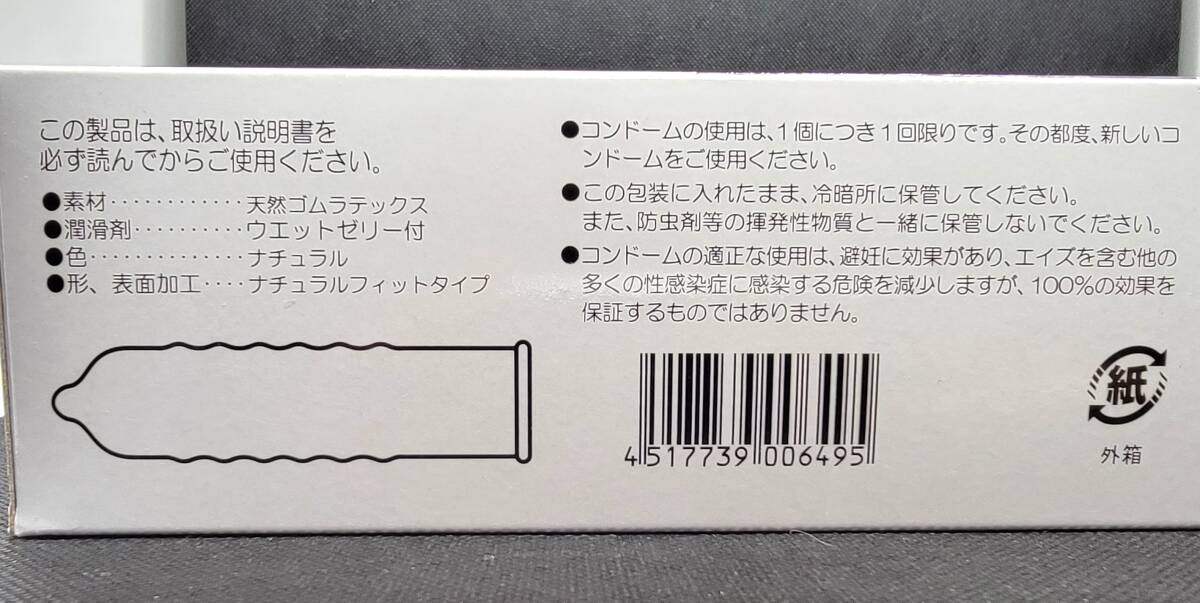 この製品は、取扱い説明書を
必ず読んでからご使用ください。
●素材············天然ゴムラテックス
●潤滑剤··········ウエットゼリー付
●色··············ナチュラル
●形、表面加工····ナチュラルフィットタイプ
●コンドームの使用は、1個につき1回限りです。その都度、新しいコ
ンドームをご使用ください。
●この包装に入れたまま、冷暗所に保管してください。
また、防虫剤等の揮発性物質と一緒に保管しないでください。
●コンドームの適正な使用は、避妊に効果があり、エイズを含む他の
多くの性感染症に感染する危険を減少しますが、100%の効果を
保証するものではありません。
4 517739 006495
紙
外箱